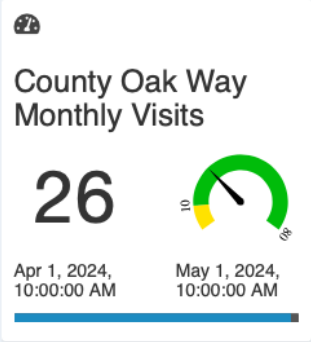 County Oak Way
Monthly Visits
26
10
80
Apr 1, 2024,
10:00:00 AM
May 1, 2024,
10:00:00 AM